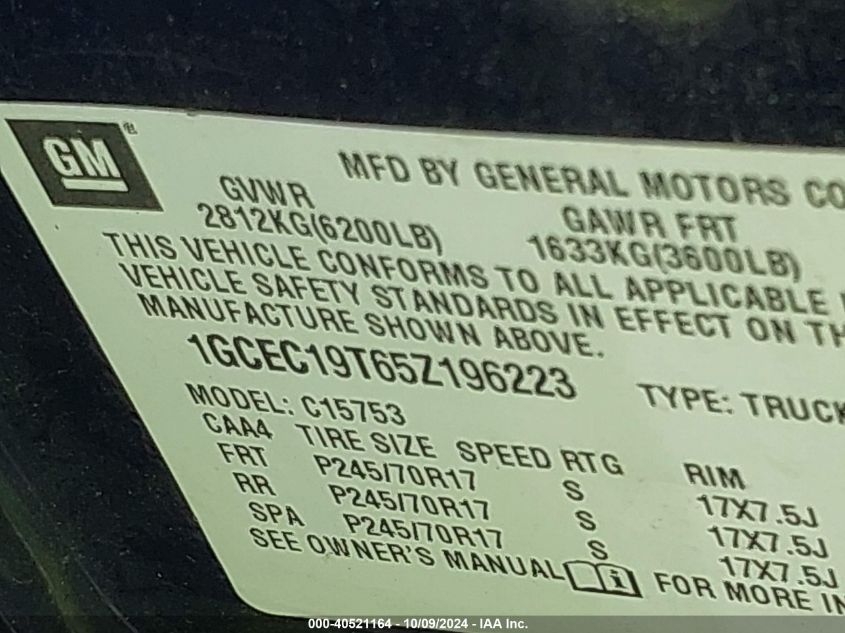 GM®
MFD BY GENERAL MOTORS CO
GVWR GAWR FRT
2812KG(6200LB) 1633KG(3600LB)
THIS VEHICLE CONFORMS TO ALL APPLICABLE
VEHICLE SAFETY STANDARDS IN EFFECT ON TH
MANUFACTURE SHOWN ABOVE.
1GCEC19T65Z196223 TYPE: TRUCK
MODEL: C15753
CAA4 TIRE SIZE SPEED RTG RIM
FRT P245/70R17 S 17X7.5J
RR P245/70R17 S 17X7.5J
SPA P245/70R17 S 17X7.5J
SEE OWNER'S MANUAL i FOR MORE IN
000-40521164 - 10/09/2024 - IAA Inc.